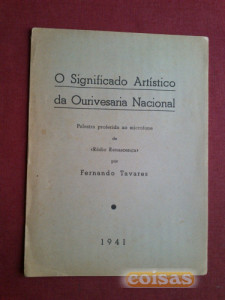 O Significado Artístico
da Ourivesaria Nacional
Palestra proferida ao microfone
da
«Rádio Renascença»
por
Fernando Tavares
1941
coisas